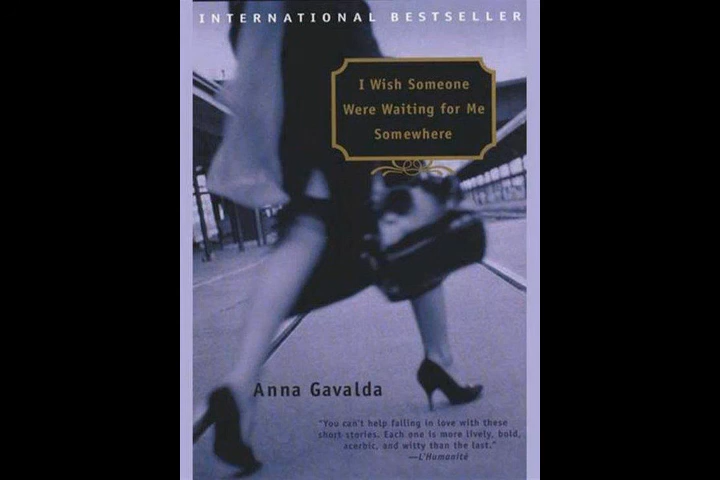 INTERNATIONAL BESTSELLER
I Wish Someone
Were Waiting for Me
Somewhere
Anna Gavalda
"You can't help falling in love with these
short stories. Each one is more lively, bold,
acerbic, and witty than the last."
—L'Humanité